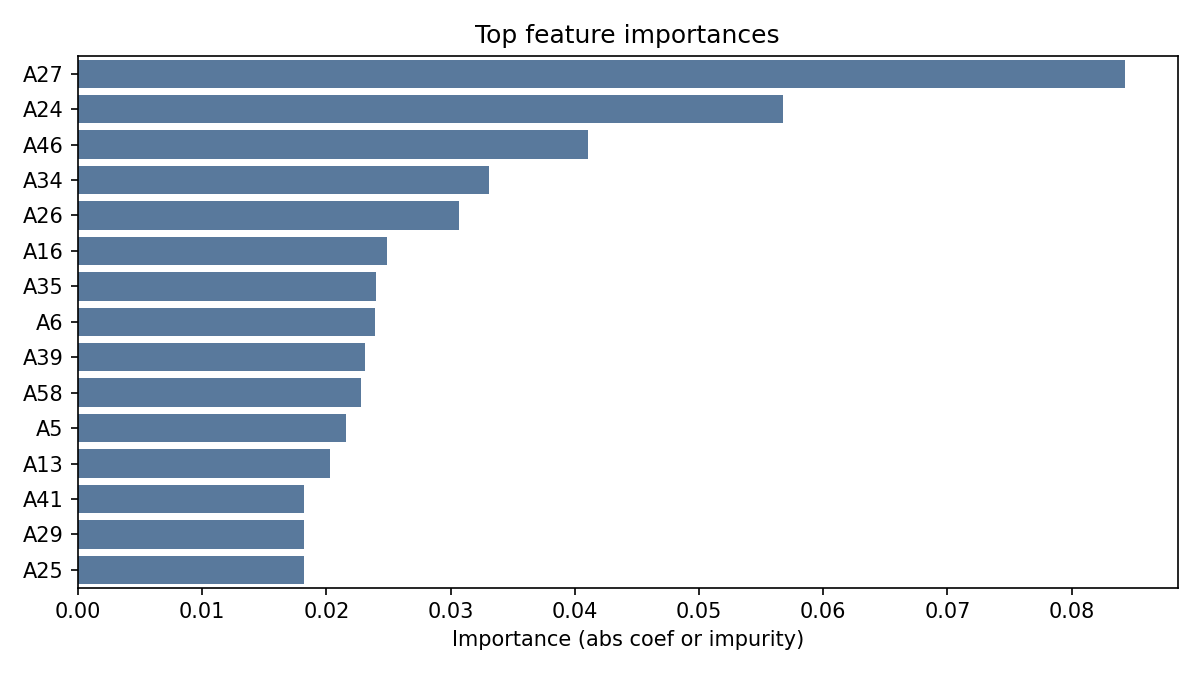 Top feature importances
A27
A24
A46
A34
A26
A16
A35
A6
A39
A58
A5
A13
A41
A29
A25
0.00 0.01 0.02 0.03 0.04 0.05 0.06 0.07 0.08
Importance (abs coef or impurity)